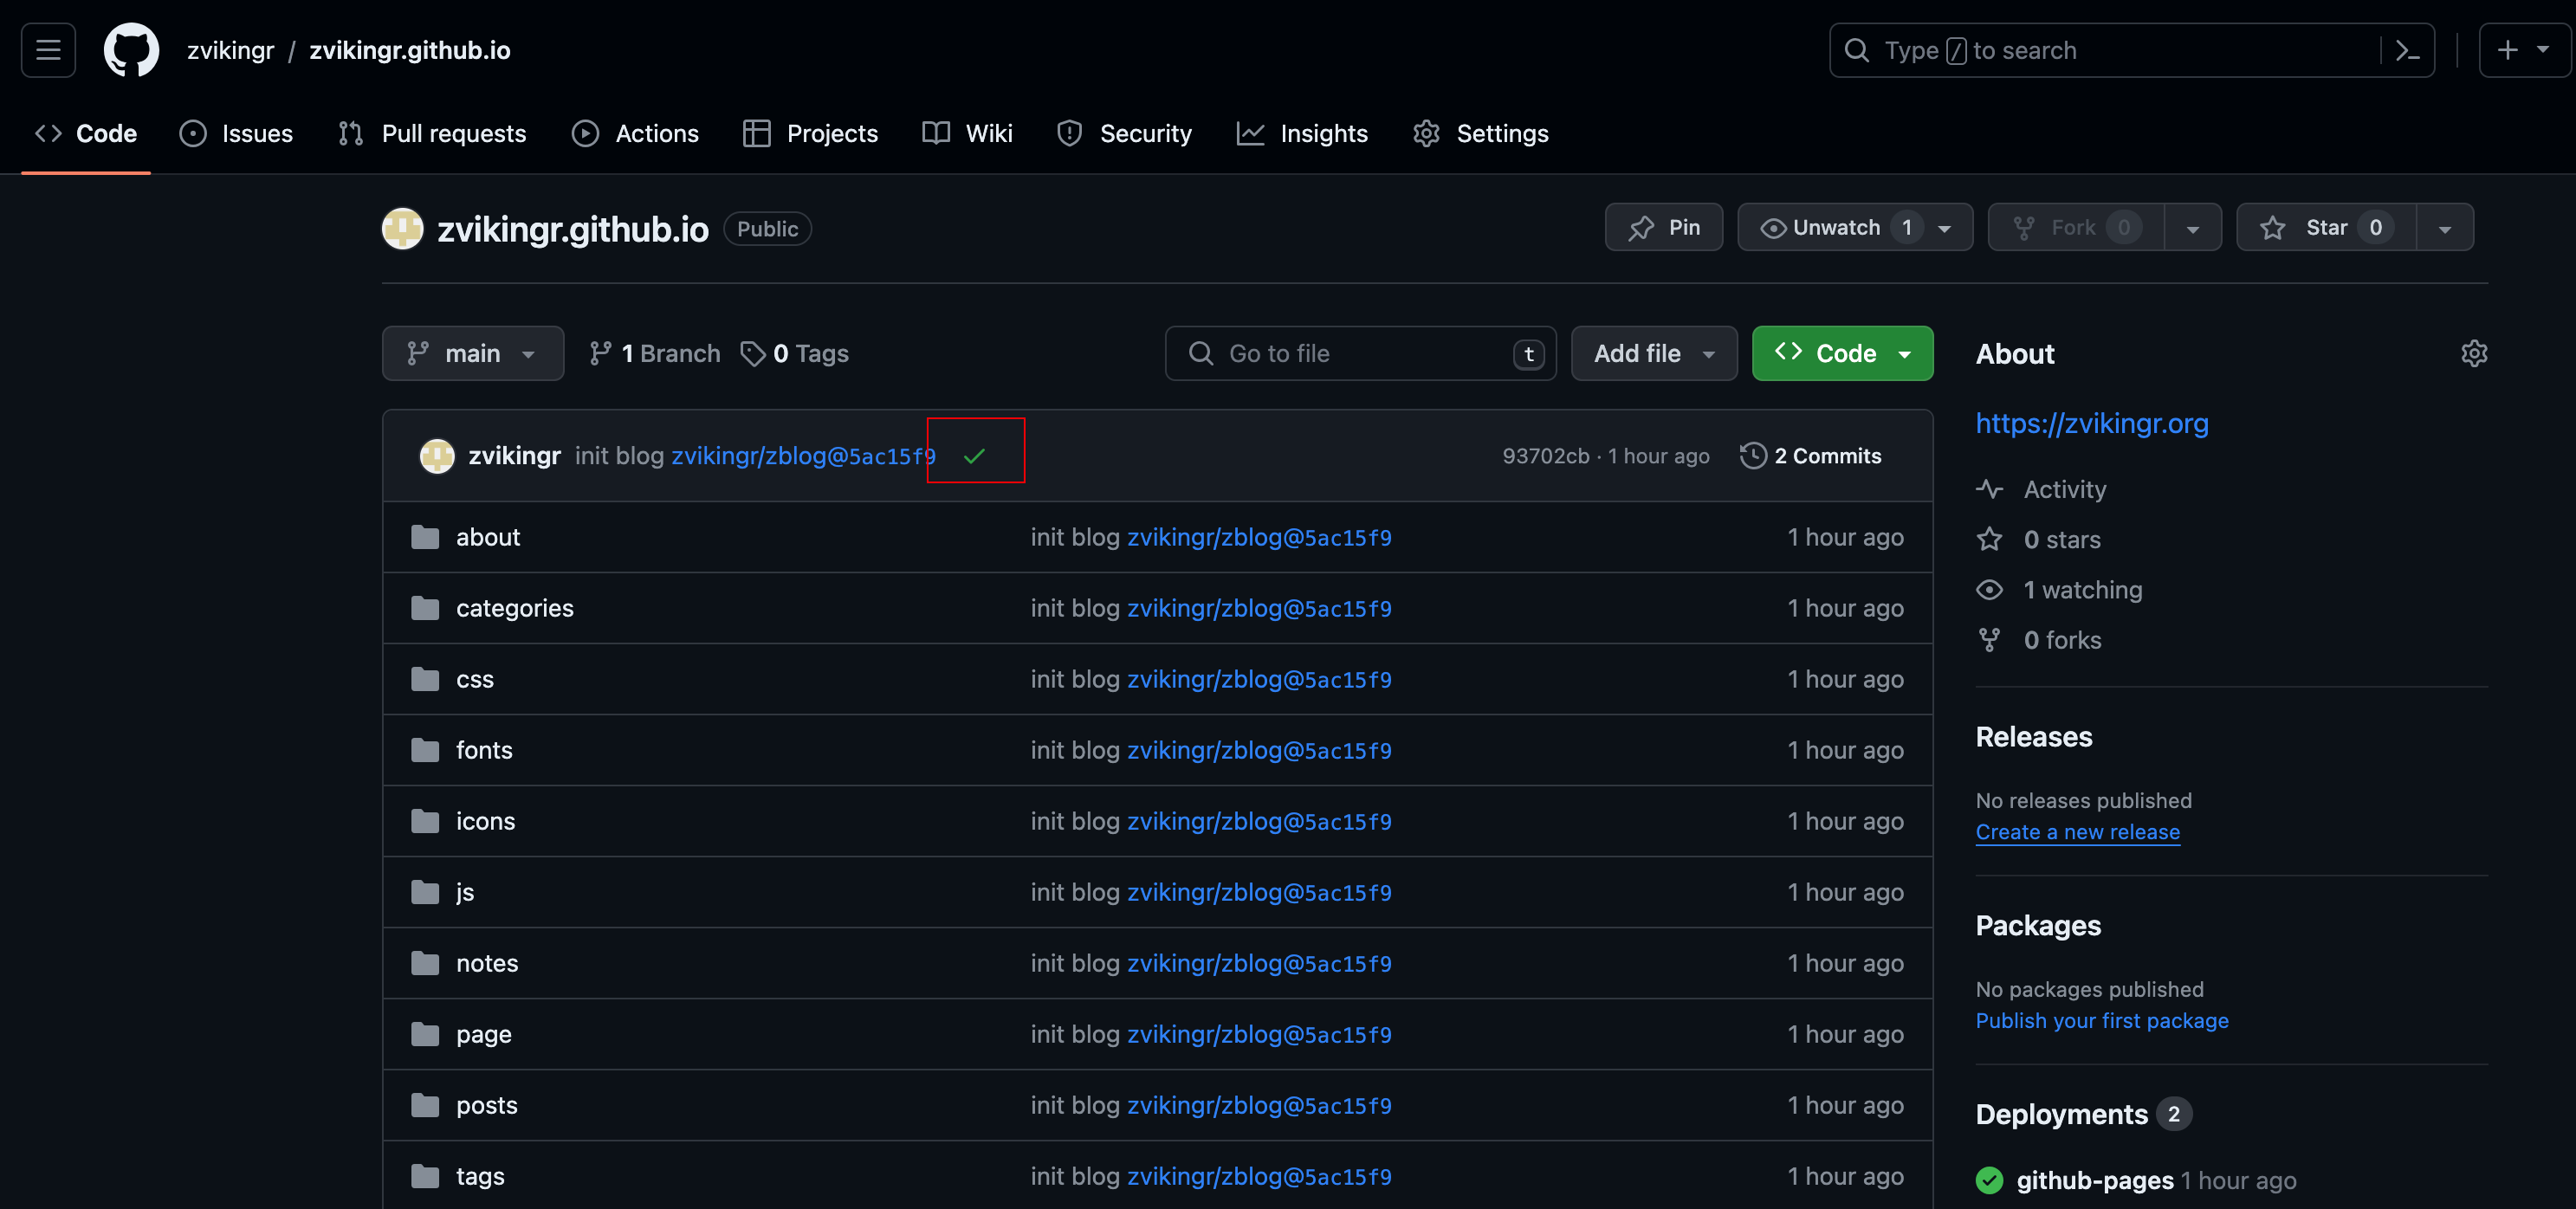 zvikingr / zvikingr.github.io
Type / to search
Code Issues Pull requests Actions Projects Wiki Security Insights Settings
zvikingr.github.io Public
Pin Unwatch 1 Fork 0 Star 0
main 1 Branch 0 Tags Go to file t Add file Code
zvikingr init blog zvikingr/zblog@5ac15f9 93702cb · 1 hour ago 2 Commits
about init blog zvikingr/zblog@5ac15f9 1 hour ago
categories init blog zvikingr/zblog@5ac15f9 1 hour ago
css init blog zvikingr/zblog@5ac15f9 1 hour ago
fonts init blog zvikingr/zblog@5ac15f9 1 hour ago
icons init blog zvikingr/zblog@5ac15f9 1 hour ago
js init blog zvikingr/zblog@5ac15f9 1 hour ago
notes init blog zvikingr/zblog@5ac15f9 1 hour ago
page init blog zvikingr/zblog@5ac15f9 1 hour ago
posts init blog zvikingr/zblog@5ac15f9 1 hour ago
tags init blog zvikingr/zblog@5ac15f9 1 hour ago
About
https://zvikingr.org
Activity
0 stars
1 watching
0 forks
Releases
No releases published
Create a new release
Packages
No packages published
Publish your first package
Deployments 2
github-pages 1 hour ago